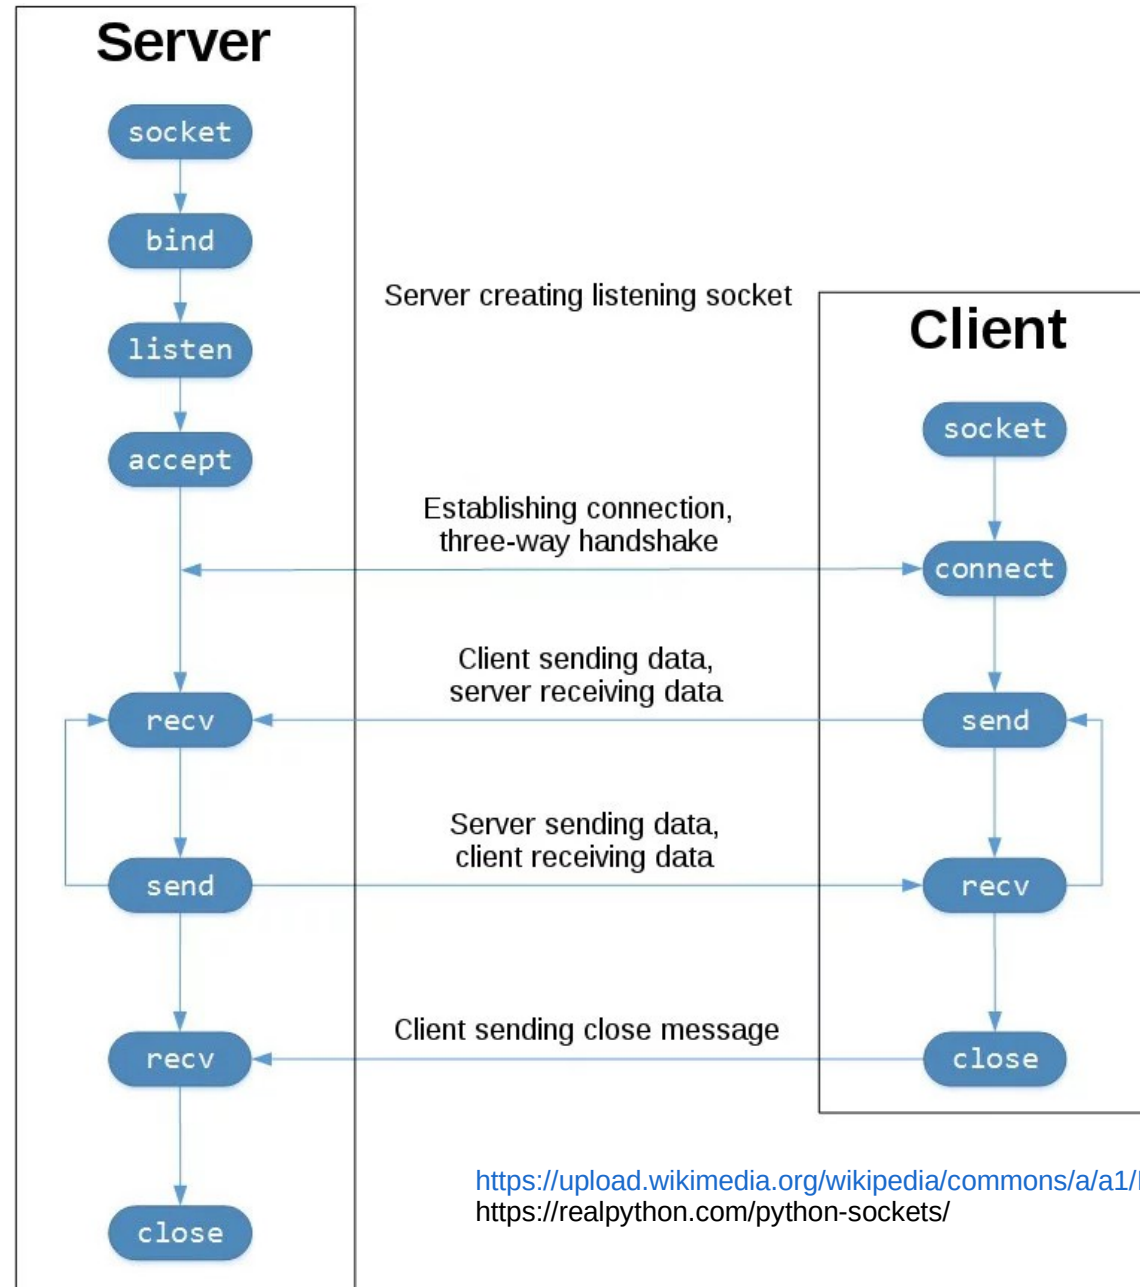 Server
socket
bind
Server creating listening socket
listen
Client
socket
accept
Establishing connection,
three-way handshake
connect
Client sending data,
server receiving data
recv
send
Server sending data,
client receiving data
send
recv
Client sending close message
recv
close
https://upload.wikimedia.org/wikipedia/commons/a/a1/
https://realpython.com/python-sockets/
close